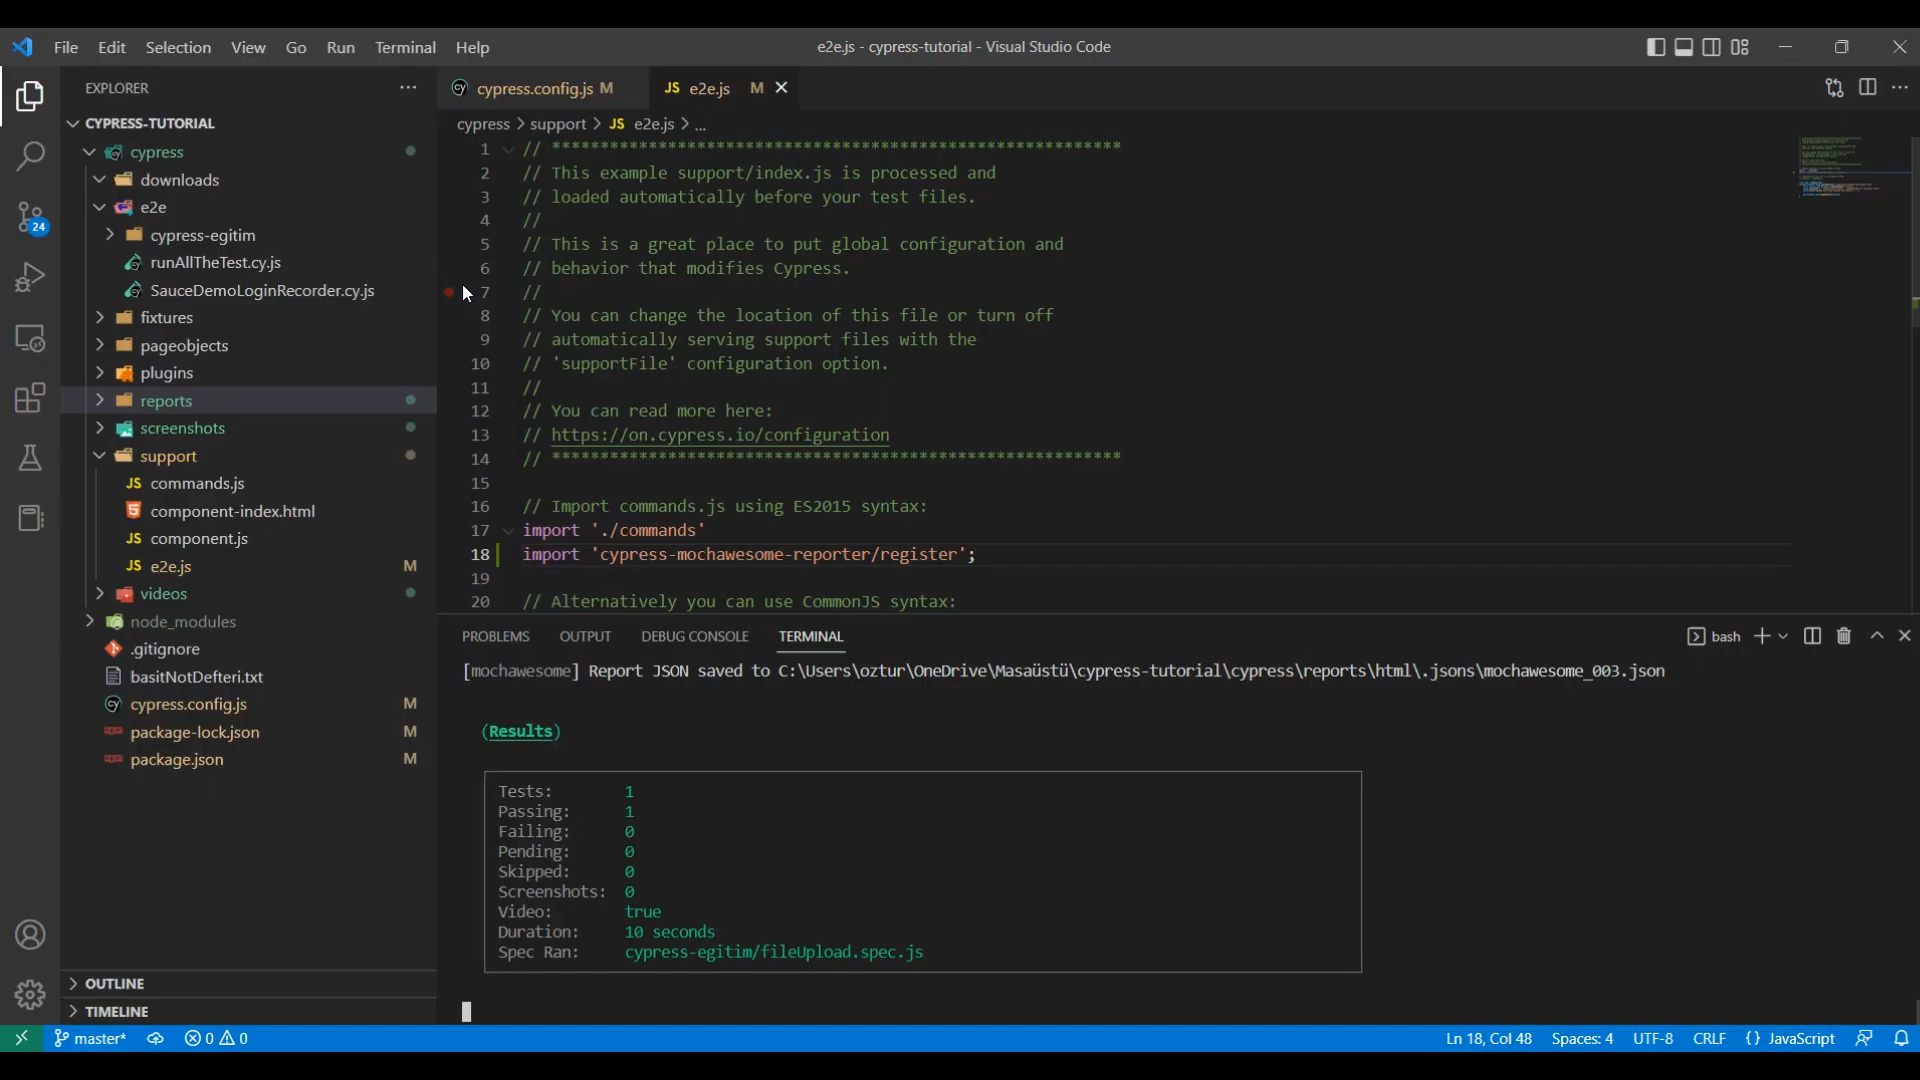 File Edit Selection View Go Run Terminal Help
e2e.js - cypress-tutorial - Visual Studio Code
EXPLORER
CYPRESS-TUTORIAL
cypress
downloads
e2e
cypress-egitim
runAllTheTest.cy.js
SauceDemoLoginRecorder.cy.js
fixtures
pageobjects
plugins
reports
screenshots
support
JS commands.js
component-index.html
JS component.js
JS e2e.js M
videos
node_modules
.gitignore
basitNotDefteri.txt
cypress.config.js M
package-lock.json M
package.json M
OUTLINE
TIMELINE
24
cypress.config.js M
JS e2e.js M
cypress > support > JS e2e.js > ...
1 // ***********************************************************
2 // This example support/index.js is processed and
3 // loaded automatically before your test files.
4 //
5 // This is a great place to put global configuration and
6 // behavior that modifies Cypress.
7 //
8 // You can change the location of this file or turn off
9 // automatically serving support files with the
10 // 'supportFile' configuration option.
11 //
12 // You can read more here:
13 // https://on.cypress.io/configuration
14 // ***********************************************************
15
16 // Import commands.js using ES2015 syntax:
17 import './commands'
18 import 'cypress-mochawesome-reporter/register';
19
20 // Alternatively you can use CommonJS syntax:
PROBLEMS OUTPUT DEBUG CONSOLE TERMINAL
bash
[mochawesome] Report JSON saved to C:\Users\oztur\OneDrive\Masaüstü\cypress-tutorial\cypress\reports\html\.jsons\mochawesome_003.json
(Results)
Tests: 1
Passing: 1
Failing: 0
Pending: 0
Skipped: 0
Screenshots: 0
Video: true
Duration: 10 seconds
Spec Ran: cypress-egitim/fileUpload.spec.js
master* 0 0
Ln 18, Col 48 Spaces: 4 UTF-8 CRLF {} JavaScript